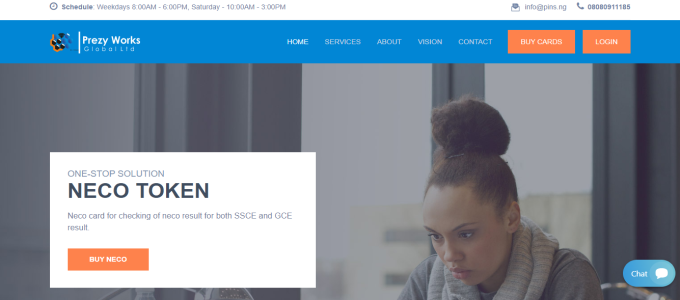 Schedule: Weekdays 8:00AM - 6:00PM, Saturday - 10:00AM - 3:00PM
info@pins.ng
08080911185
Prezy Works
Global Ltd
HOME
SERVICES
ABOUT
VISION
CONTACT
BUY CARDS
LOGIN
ONE-STOP SOLUTION
NECO TOKEN
Neco card for checking of neco result for both SSCE and GCE
result.
BUY NECO
Chat